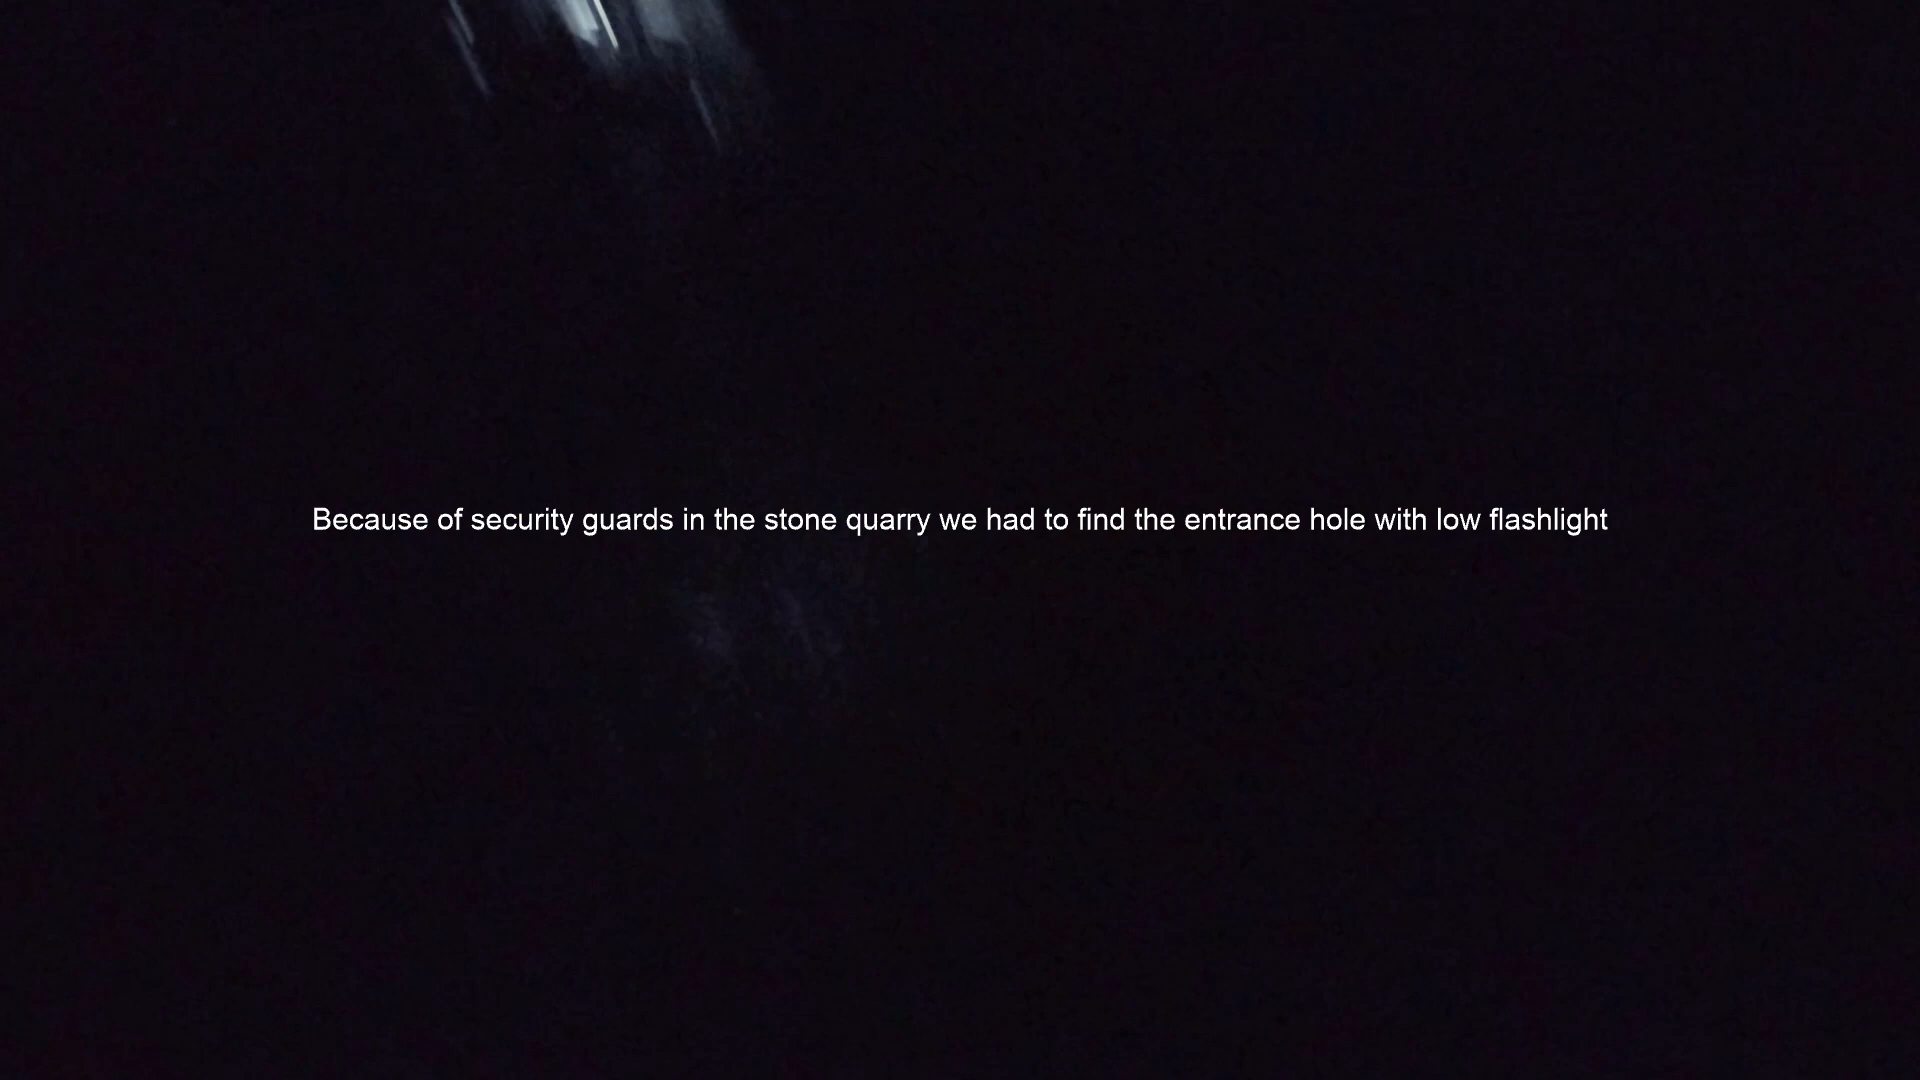 Because of security guards in the stone quarry we had to find the entrance hole with low flashlight